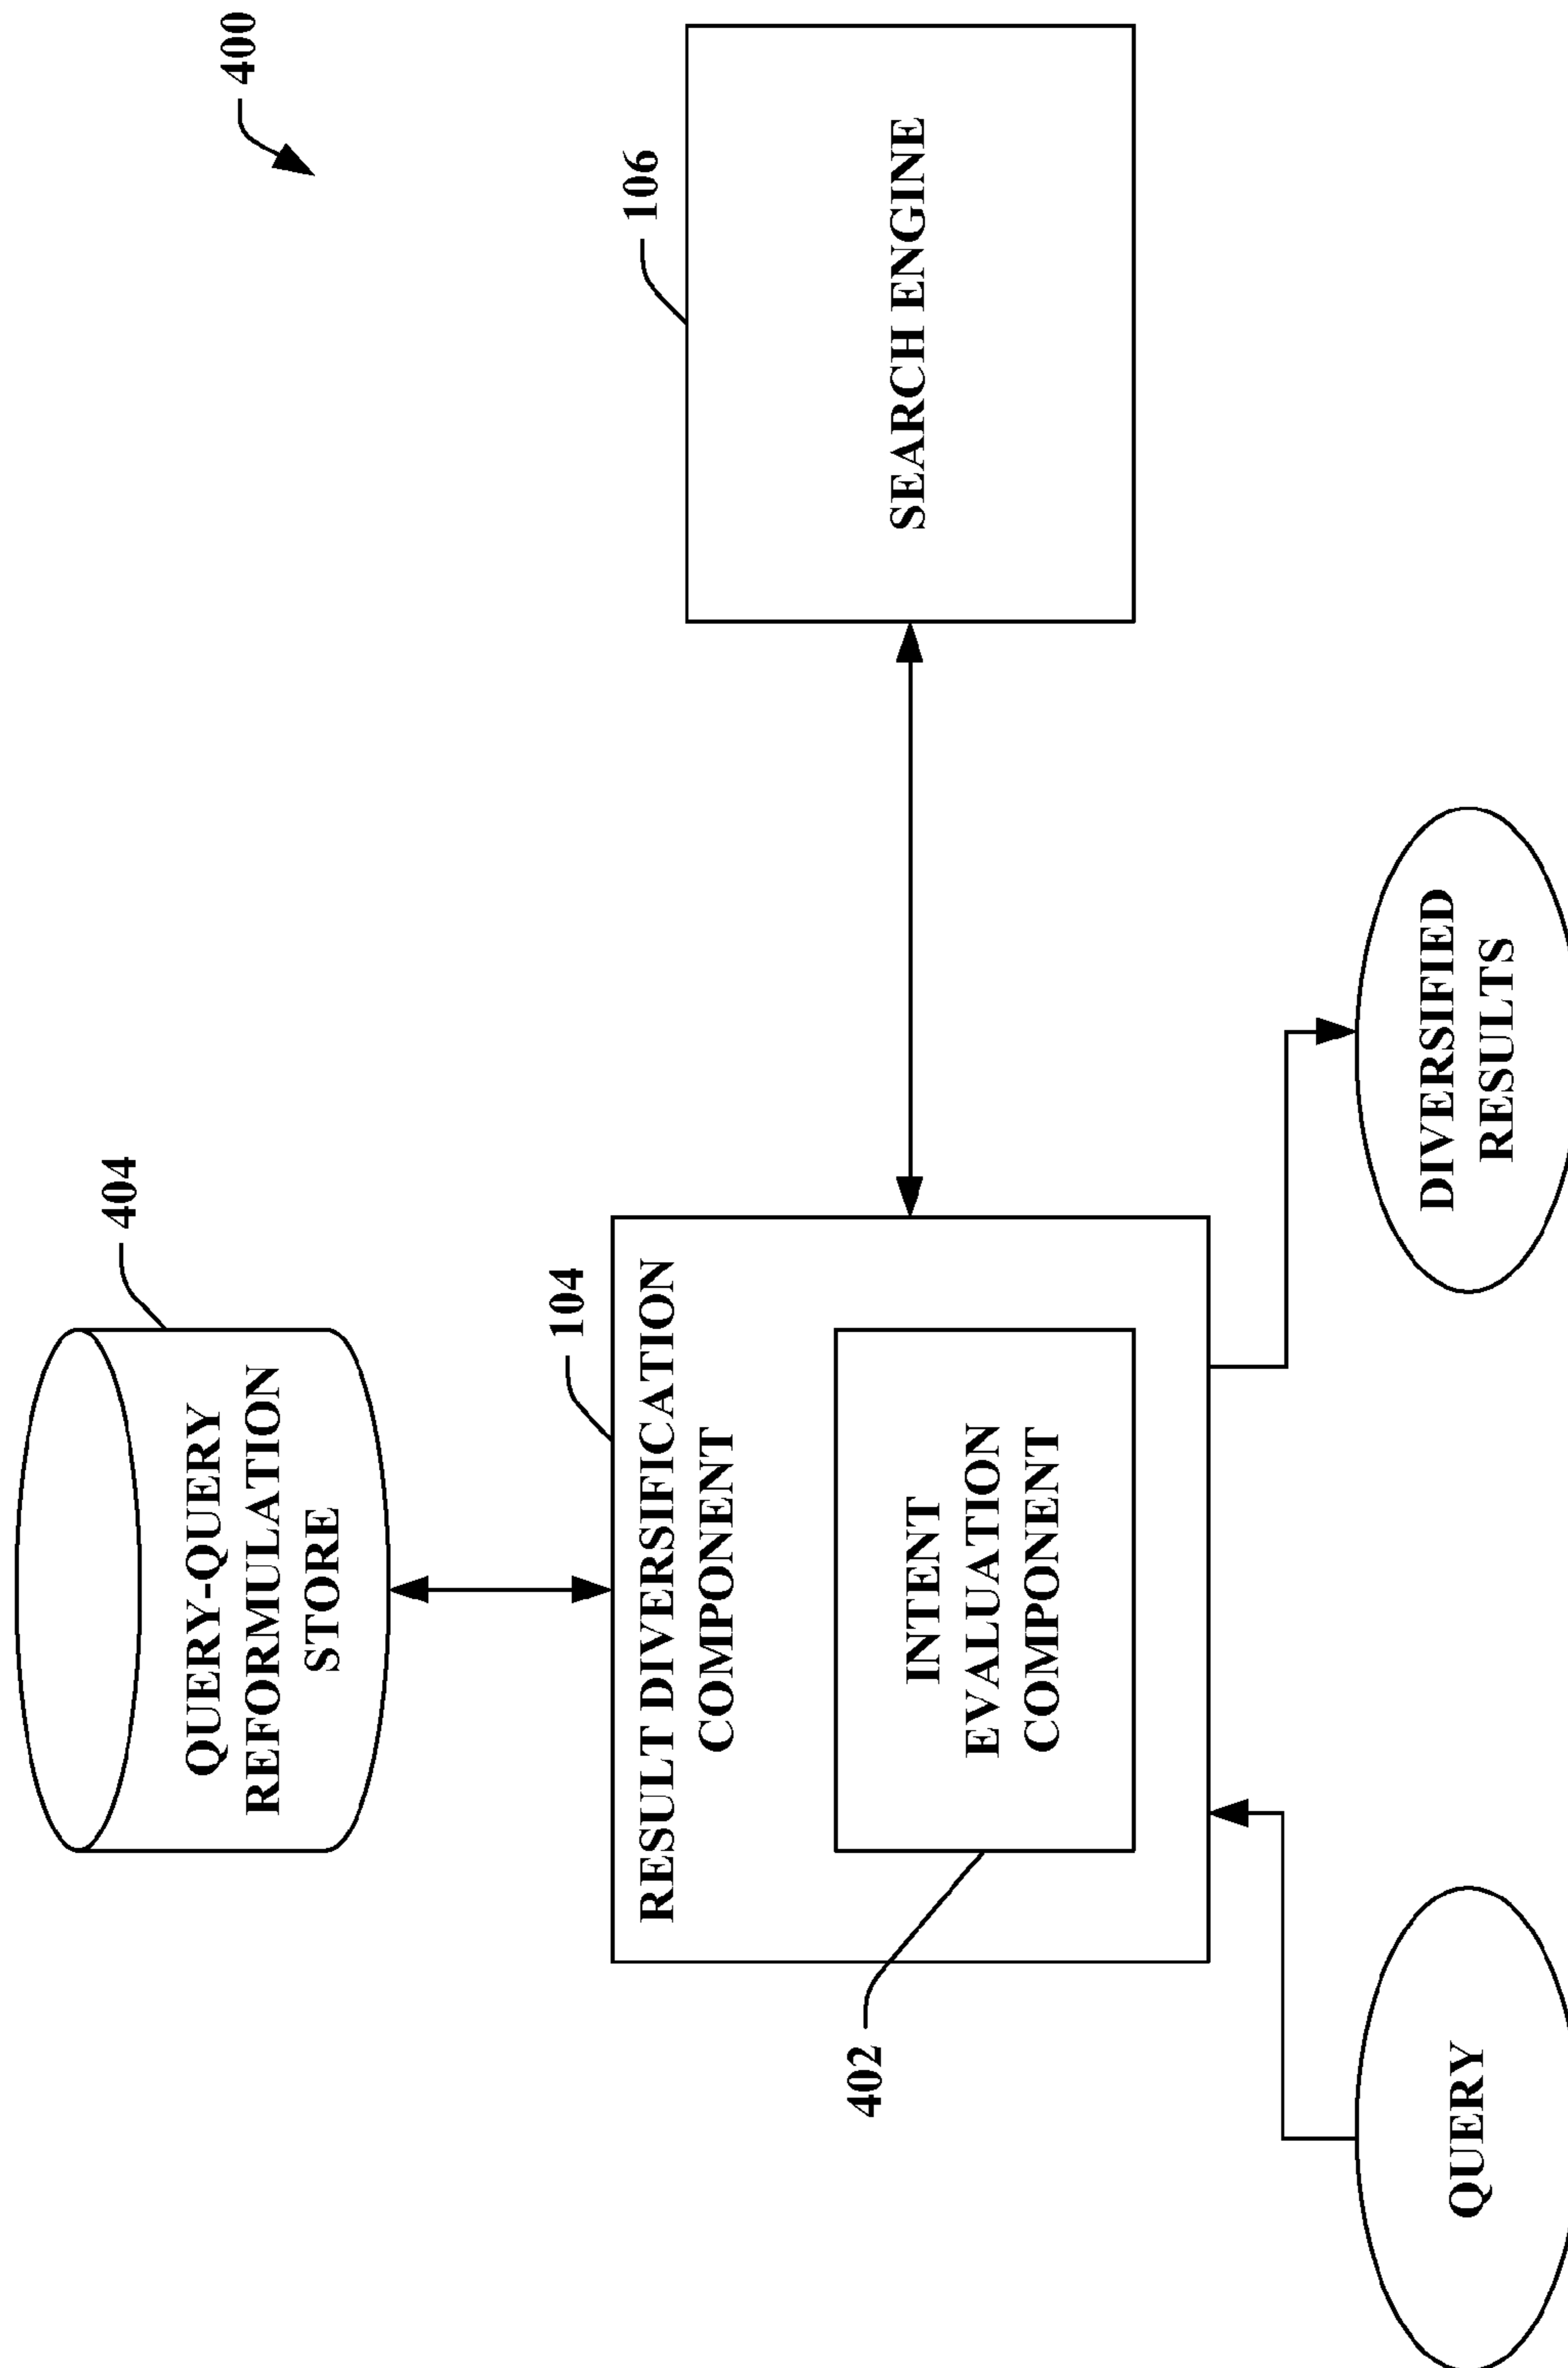 400
404
QUERY-QUERY
REFORMULATION
STORE
104
RESULT DIVERSIFICATION
COMPONENT
106
SEARCH ENGINE
402
INTENT
EVALUATION
COMPONENT
QUERY
DIVERSIFIED
RESULTS